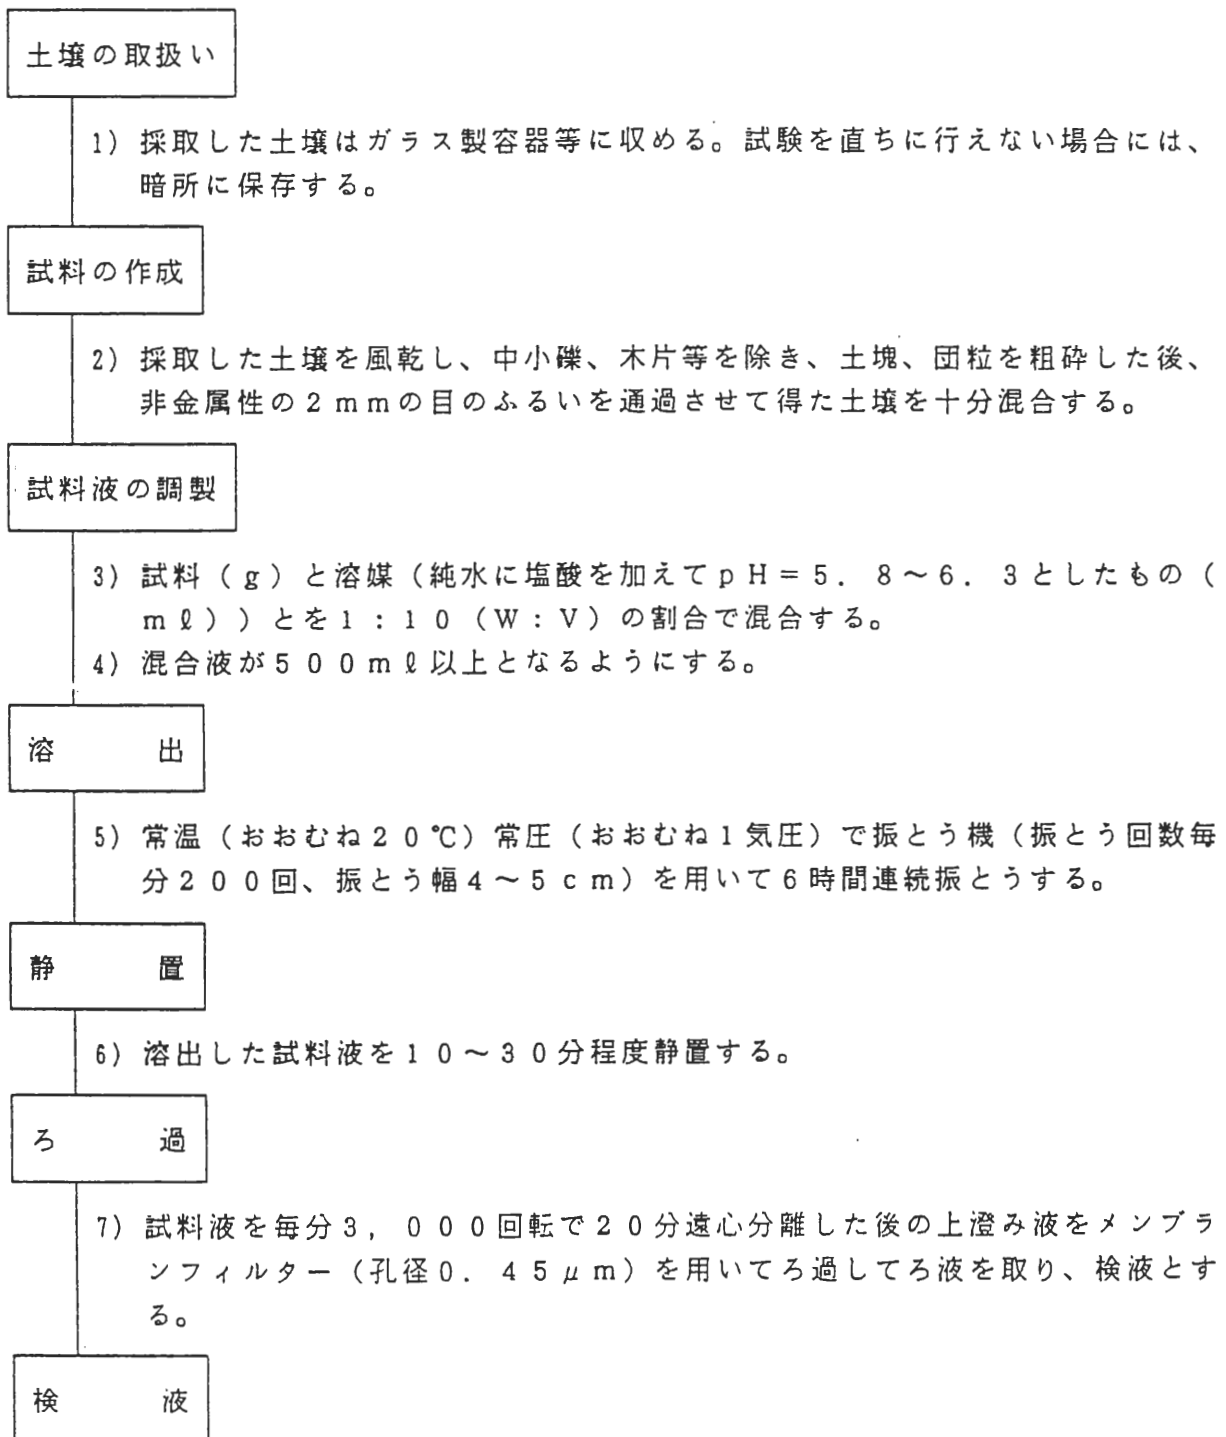 土壌の取扱い
1) 採取した土壌はガラス製容器等に収める。試験を直ちに行えない場合には、
暗所に保存する。
試料の作成
2) 採取した土壌を風乾し、中小礫、木片等を除き、土塊、団粒を粗砕した後、
非金属性の2mmの目のふるいを通過させて得た土壌を十分混合する。
試料液の調製
3) 試料(g)と溶媒(純水に塩酸を加えてpH=5.8~6.3としたもの(
mℓ))とを1:10(W:V)の割合で混合する。
4) 混合液が500mℓ以上となるようにする。
溶 出
5) 常温(おおむね20℃)常圧(おおむね1気圧)で振とう機(振とう回数毎
分200回、振とう幅4~5cm)を用いて6時間連続振とうする。
静 置
6) 溶出した試料液を10~30分程度静置する。
ろ 過
7) 試料液を毎分3,000回転で20分遠心分離した後の上澄み液をメンブラ
ンフィルター(孔径0.45μm)を用いてろ過してろ液を取り、検液とす
る。
検 液